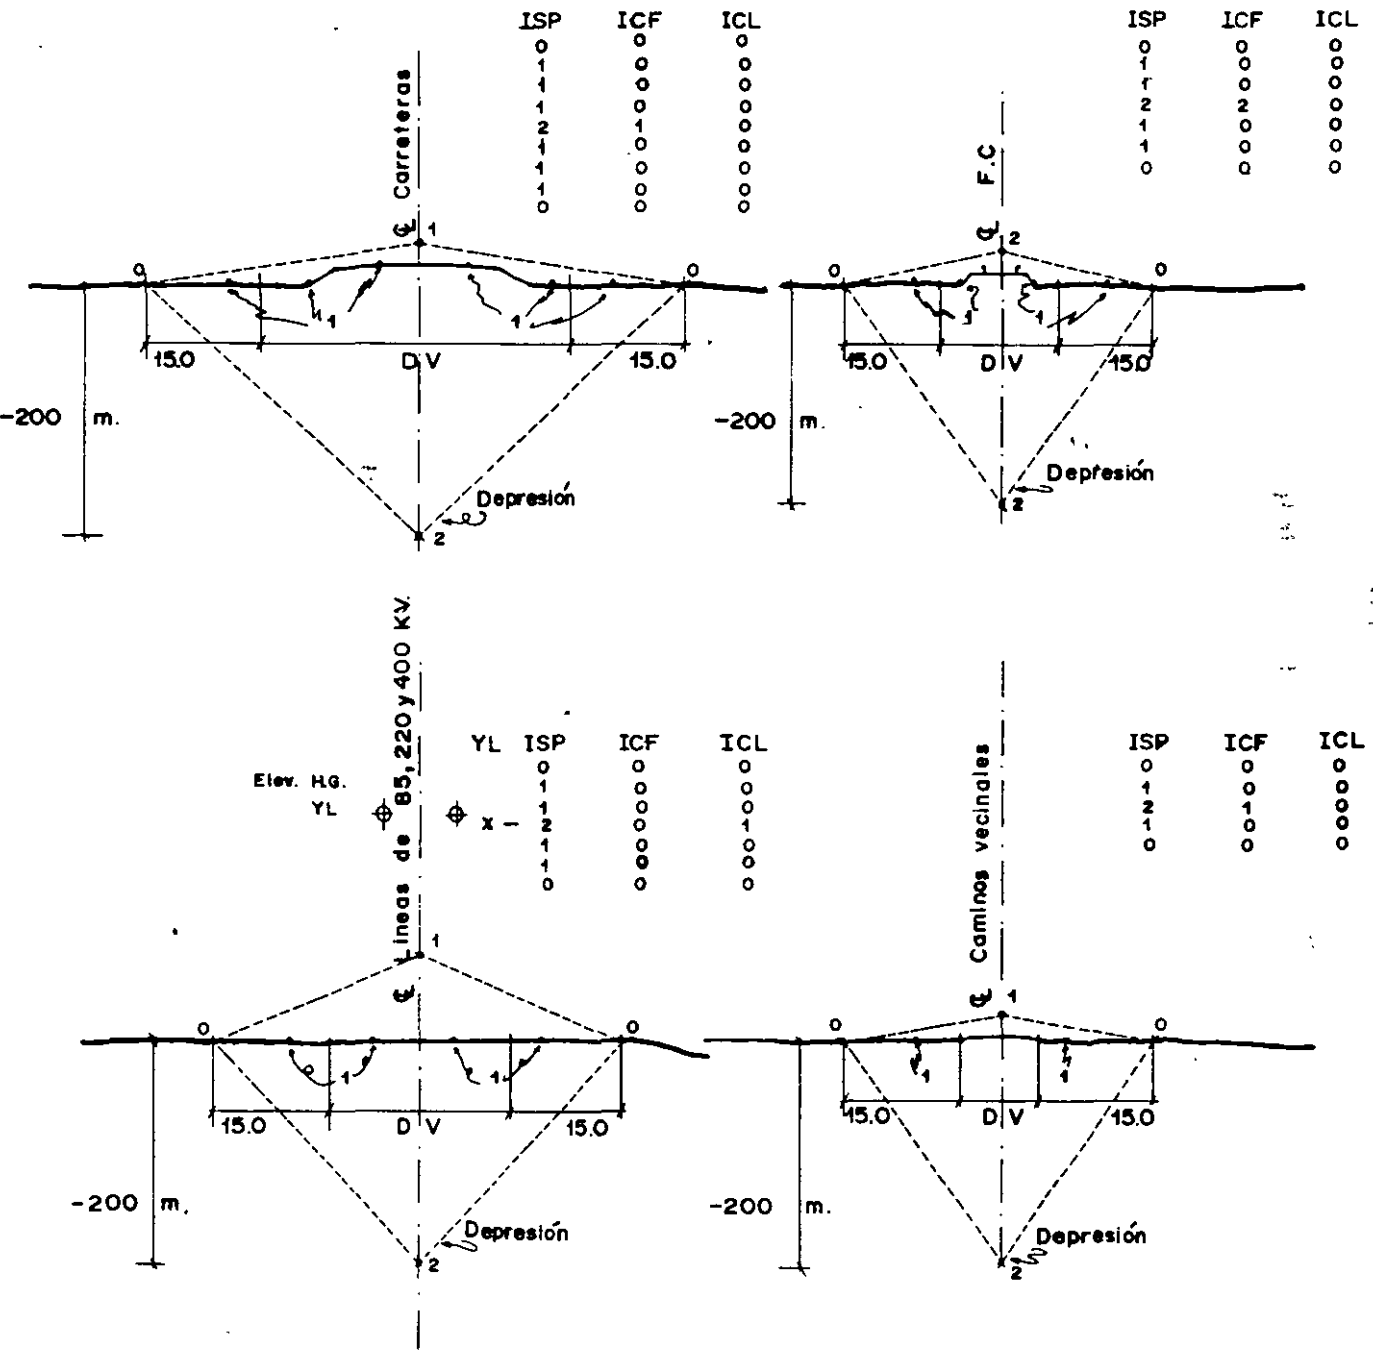 ISP ICF ICL
0 0 0
1 0 0
1 0 0
1 0 0
2 1 0
1 0 0
1 0 0
1 0 0
0 0 0
℄ Carreteras
1
0 0
1 1
15.0 D V 15.0
-200 m.
Depresión
2
ISP ICF ICL
0 0 0
1 0 0
1 0 0
2 2 0
1 0 0
1 0 0
0 0 0
℄ F.C
2
0 0
1 1
15.0 D V 15.0
-200 m.
Depresión
2
℄ Líneas de 85, 220 y 400 KV.
Elev. H.G.
YL
X -
YL ISP ICF ICL
0 0 0
1 0 0
1 0 0
2 0 1
1 0 0
1 0 0
0 0 0
1
0 0
1 1
15.0 D V 15.0
-200 m.
Depresión
2
ISP ICF ICL
0 0 0
1 0 0
2 1 0
1 0 0
0 0 0
℄ Caminos vecinales
1
0 0
1 1
15.0 D V 15.0
-200 m.
Depresión
2